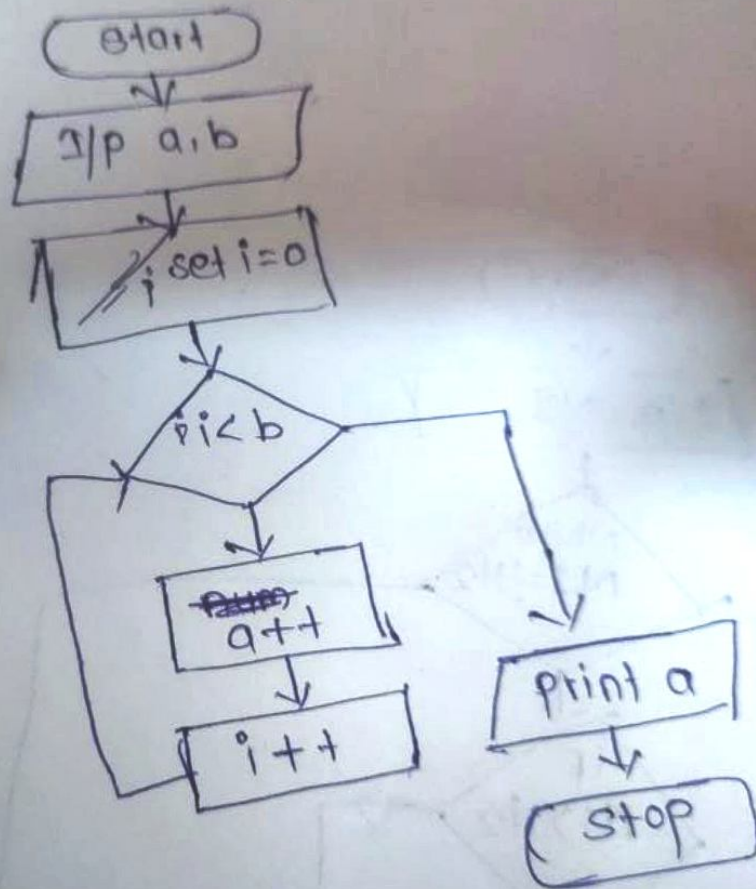 start
I/p a, b
set i=0
i<b
a++
i++
print a
stop